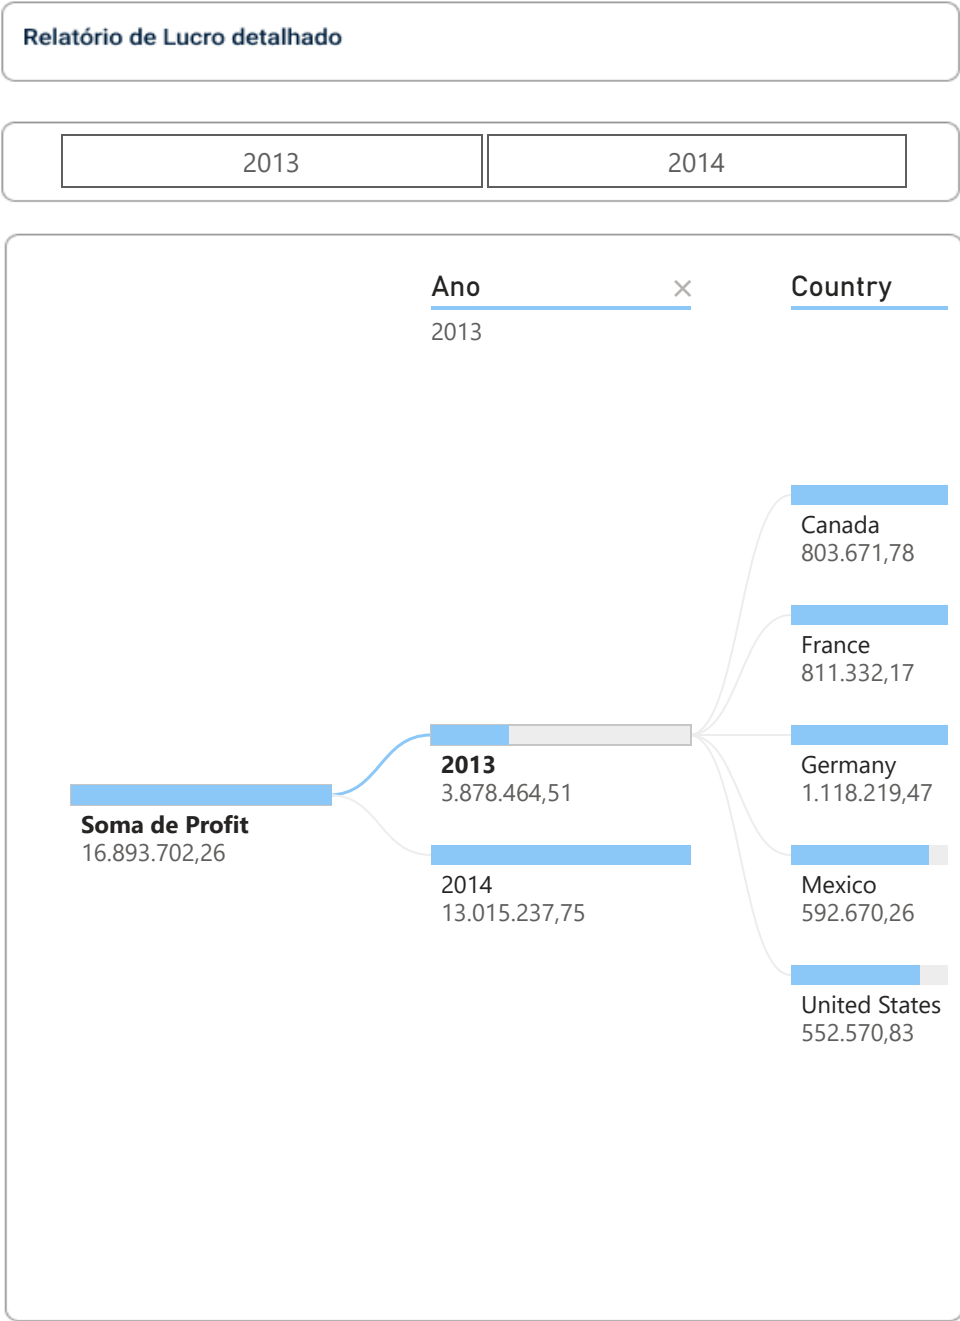 Relatório de Lucro detalhado
2013
2014
Ano
Country
2013
Canada
803.671,78
France
811.332,17
2013
3.878.464,51
Germany
1.118.219,47
Soma de Profit
16.893.702,26
2014
13.015.237,75
Mexico
592.670,26
United States
552.570,83